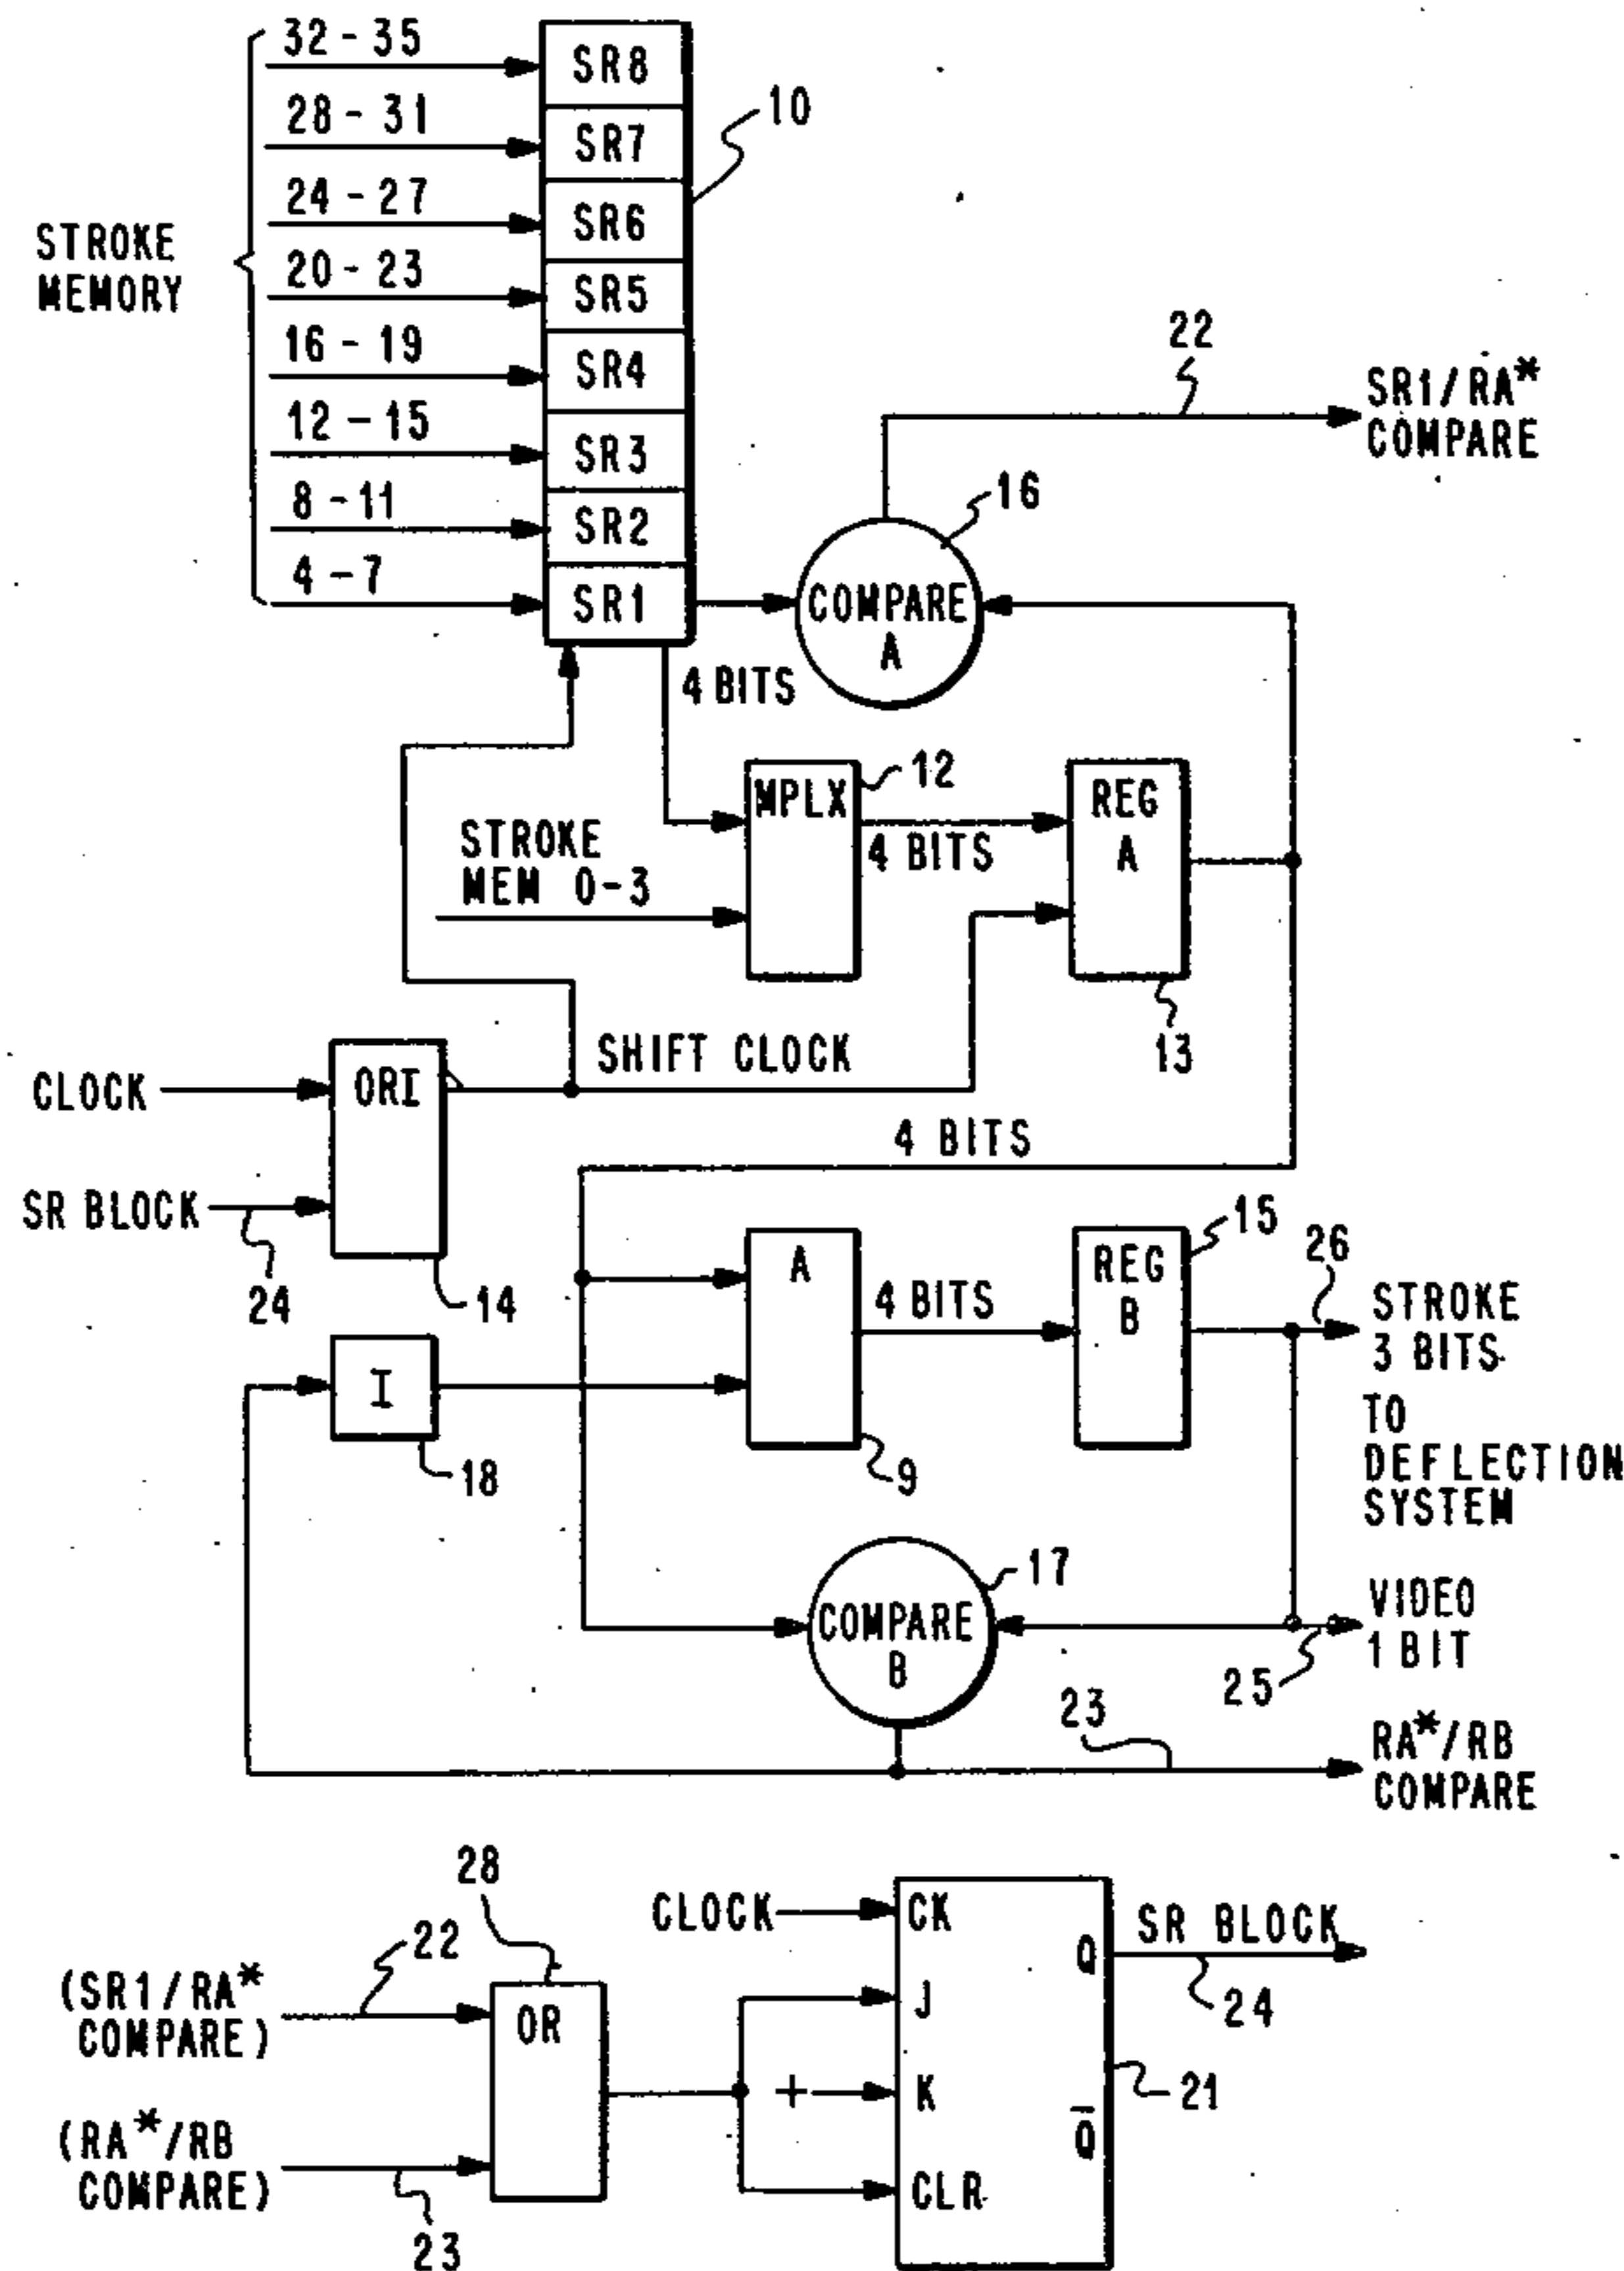 32 - 35
SR8
28 - 31
SR7
10
24 - 27
SR6
STROKE
MEMORY
20 - 23
SR5
16 - 19
SR4
22
SR1/RA*
COMPARE
12 - 15
SR3
8 - 11
SR2
16
4 - 7
SR1
COMPARE
A
4 BITS
MPLX
12
REG
A
STROKE
MEM 0-3
4 BITS
13
CLOCK
ORI
SHIFT CLOCK
4 BITS
SR BLOCK
24
14
A
4 BITS
REG
B
15
26
STROKE
3 BITS
TO
DEFLECTION
SYSTEM
I
18
9
17
COMPARE
B
VIDEO
1 BIT
25
23
RA*/RB
COMPARE
28
CLOCK
CK
Q
SR BLOCK
24
22
(SR1/RA*
COMPARE)
OR
J
+
K
21
Q̅
(RA*/RB
COMPARE)
CLR
23